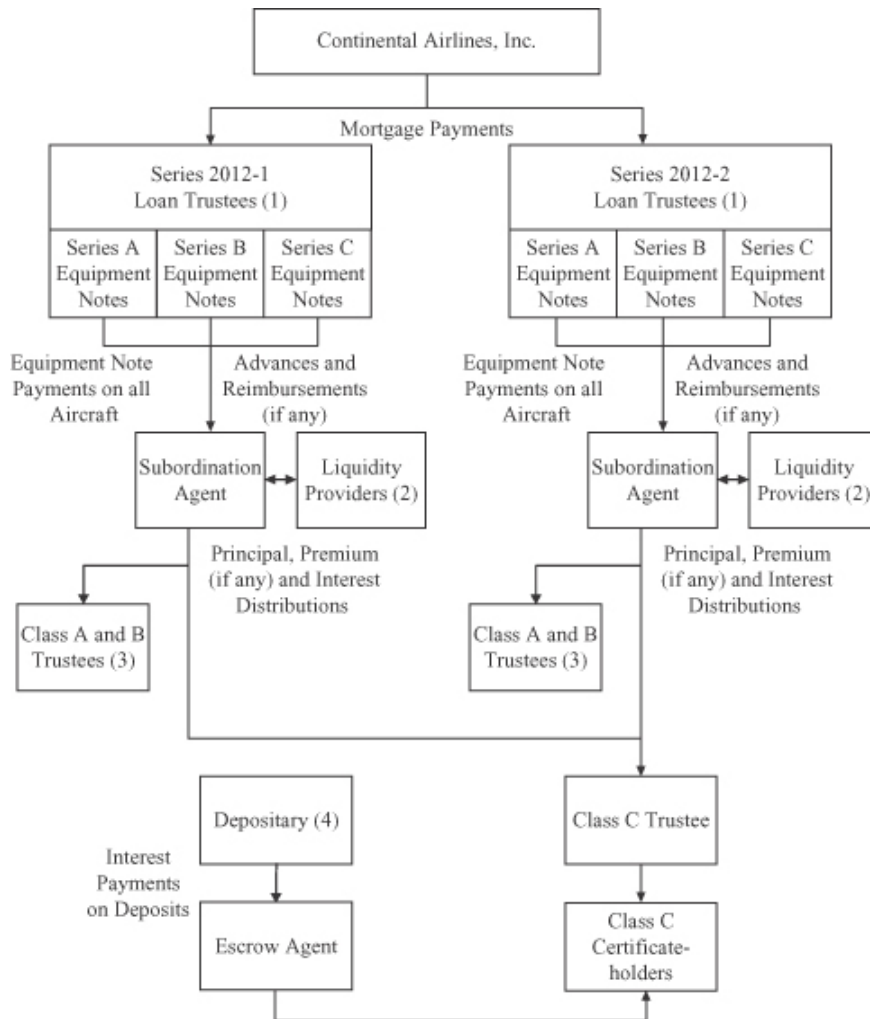 Continental Airlines, Inc.
Mortgage Payments
Series 2012-1
Loan Trustees (1)
Series A
Equipment
Notes
Series B
Equipment
Notes
Series C
Equipment
Notes
Series 2012-2
Loan Trustees (1)
Series A
Equipment
Notes
Series B
Equipment
Notes
Series C
Equipment
Notes
Equipment Note
Payments on all
Aircraft
Advances and
Reimbursements
(if any)
Equipment Note
Payments on all
Aircraft
Advances and
Reimbursements
(if any)
Subordination
Agent
Liquidity
Providers (2)
Subordination
Agent
Liquidity
Providers (2)
Principal, Premium
(if any) and Interest
Distributions
Principal, Premium
(if any) and Interest
Distributions
Class A and B
Trustees (3)
Class A and B
Trustees (3)
Depositary (4)
Class C Trustee
Interest
Payments
on Deposits
Escrow Agent
Class C
Certificate-
holders